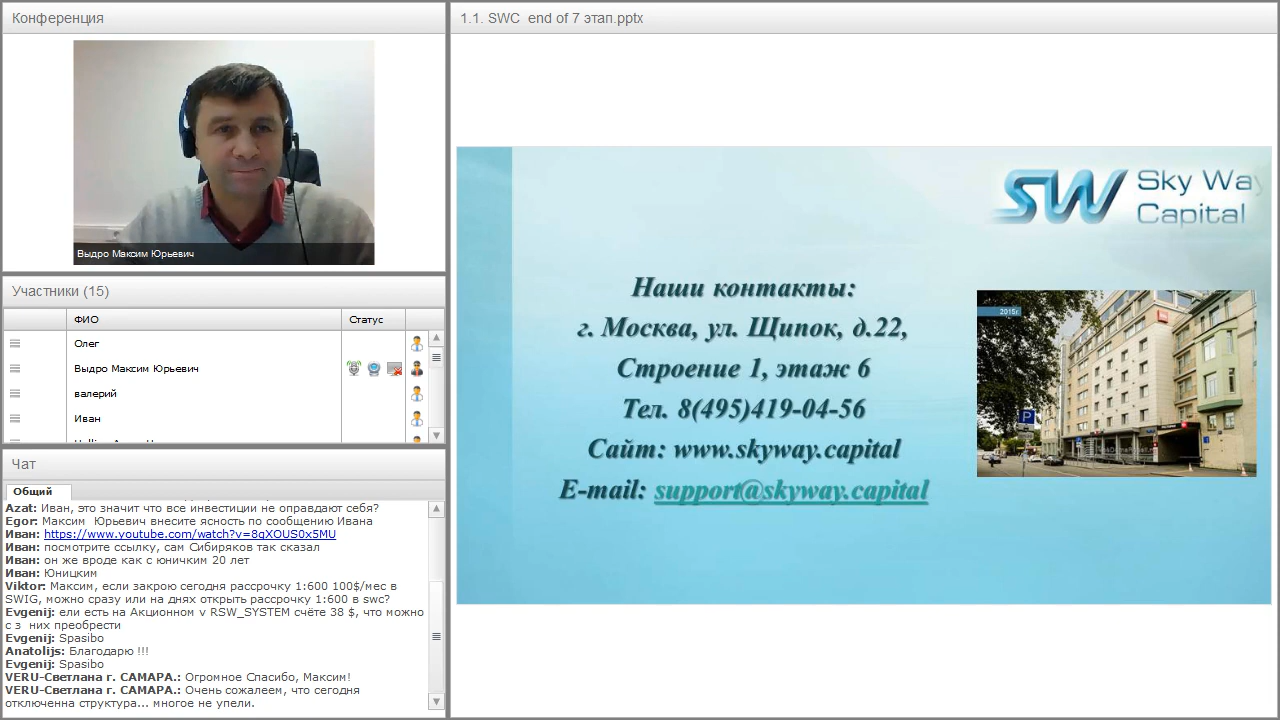 Конференция
Выдро Максим Юрьевич
Участники (15)
ФИО
Статус
Олег
Выдро Максим Юрьевич
валерий
Иван
Чат
Общий
Azat: Иван, это значит что все инвестиции не оправдают себя?
Egor: Максим Юрьевич внесите ясность по сообщению Ивана
Иван: https://www.youtube.com/watch?v=8qXOUS0x5MU
Иван: посмотрите ссылку, сам Сибиряков так сказал
Иван: он же вроде как с юничким 20 лет
Иван: Юницким
Viktor: Максим, если закрою сегодня рассрочку 1:600 100$/мес в
SWIG, можно сразу или на днях открыть рассрочку 1:600 в swc?
Evgenij: ели есть на Акционном v RSW_SYSTEM счёте 38 $, что можно
с з них преобрести
Evgenij: Spasibo
Anatolijs: Благодарю !!!
Evgenij: Spasibo
VERU-Светлана г. САМАРА.: Огромное Спасибо, Максим!
VERU-Светлана г. САМАРА.: Очень сожалеем, что сегодня
отключенна структура... многое не упели.
1.1. SWC end of 7 этап.pptx
SW Sky Way
Capital
Наши контакты:
г. Москва, ул. Щипок, д.22,
Строение 1, этаж 6
Тел. 8(495)419-04-56
Сайт: www.skyway.capital
E-mail: support@skyway.capital
2015г
P